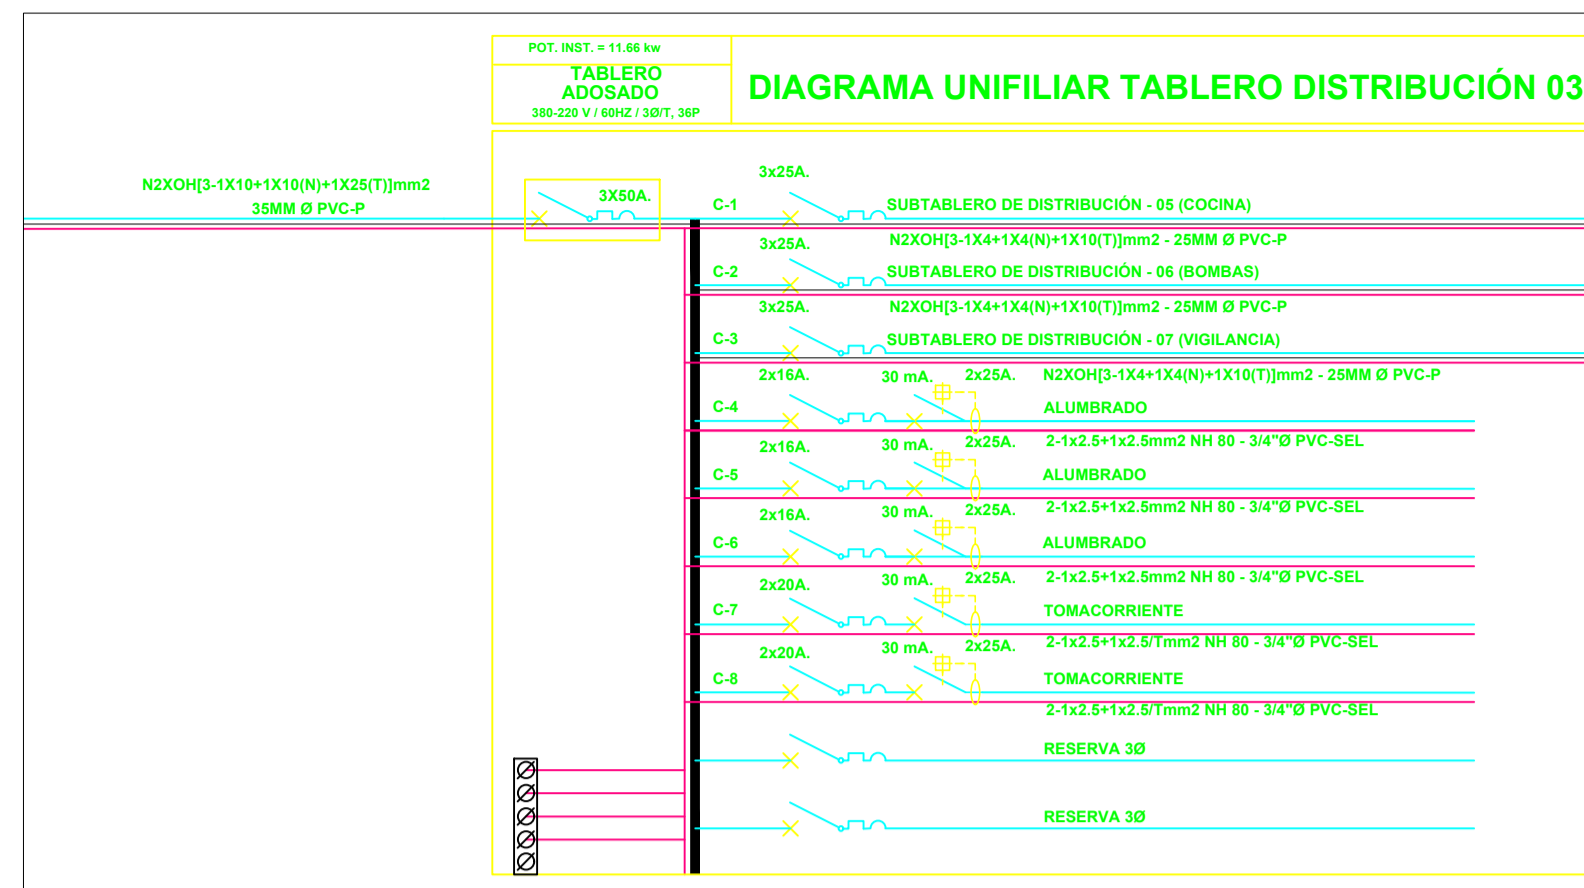 POT. INST. = 11.66 kw
TABLERO
ADOSADO
380-220 V / 60HZ / 3Ø/T, 36P
DIAGRAMA UNIFILIAR TABLERO DISTRIBUCIÓN 03
N2XOH[3-1X10+1X10(N)+1X25(T)]mm2
35MM Ø PVC-P
3X50A.
3x25A.
C-1
SUBTABLERO DE DISTRIBUCIÓN - 05 (COCINA)
N2XOH[3-1X4+1X4(N)+1X10(T)]mm2 - 25MM Ø PVC-P
3x25A.
C-2
SUBTABLERO DE DISTRIBUCIÓN - 06 (BOMBAS)
N2XOH[3-1X4+1X4(N)+1X10(T)]mm2 - 25MM Ø PVC-P
3x25A.
C-3
SUBTABLERO DE DISTRIBUCIÓN - 07 (VIGILANCIA)
N2XOH[3-1X4+1X4(N)+1X10(T)]mm2 - 25MM Ø PVC-P
2x16A.
30 mA.
2x25A.
C-4
ALUMBRADO
2-1x2.5+1x2.5mm2 NH 80 - 3/4"Ø PVC-SEL
2x16A.
30 mA.
2x25A.
C-5
ALUMBRADO
2-1x2.5+1x2.5mm2 NH 80 - 3/4"Ø PVC-SEL
2x16A.
30 mA.
2x25A.
C-6
ALUMBRADO
2-1x2.5+1x2.5mm2 NH 80 - 3/4"Ø PVC-SEL
2x20A.
30 mA.
2x25A.
C-7
TOMACORRIENTE
2-1x2.5+1x2.5/Tmm2 NH 80 - 3/4"Ø PVC-SEL
2x20A.
30 mA.
2x25A.
C-8
TOMACORRIENTE
2-1x2.5+1x2.5/Tmm2 NH 80 - 3/4"Ø PVC-SEL
RESERVA 3Ø
RESERVA 3Ø